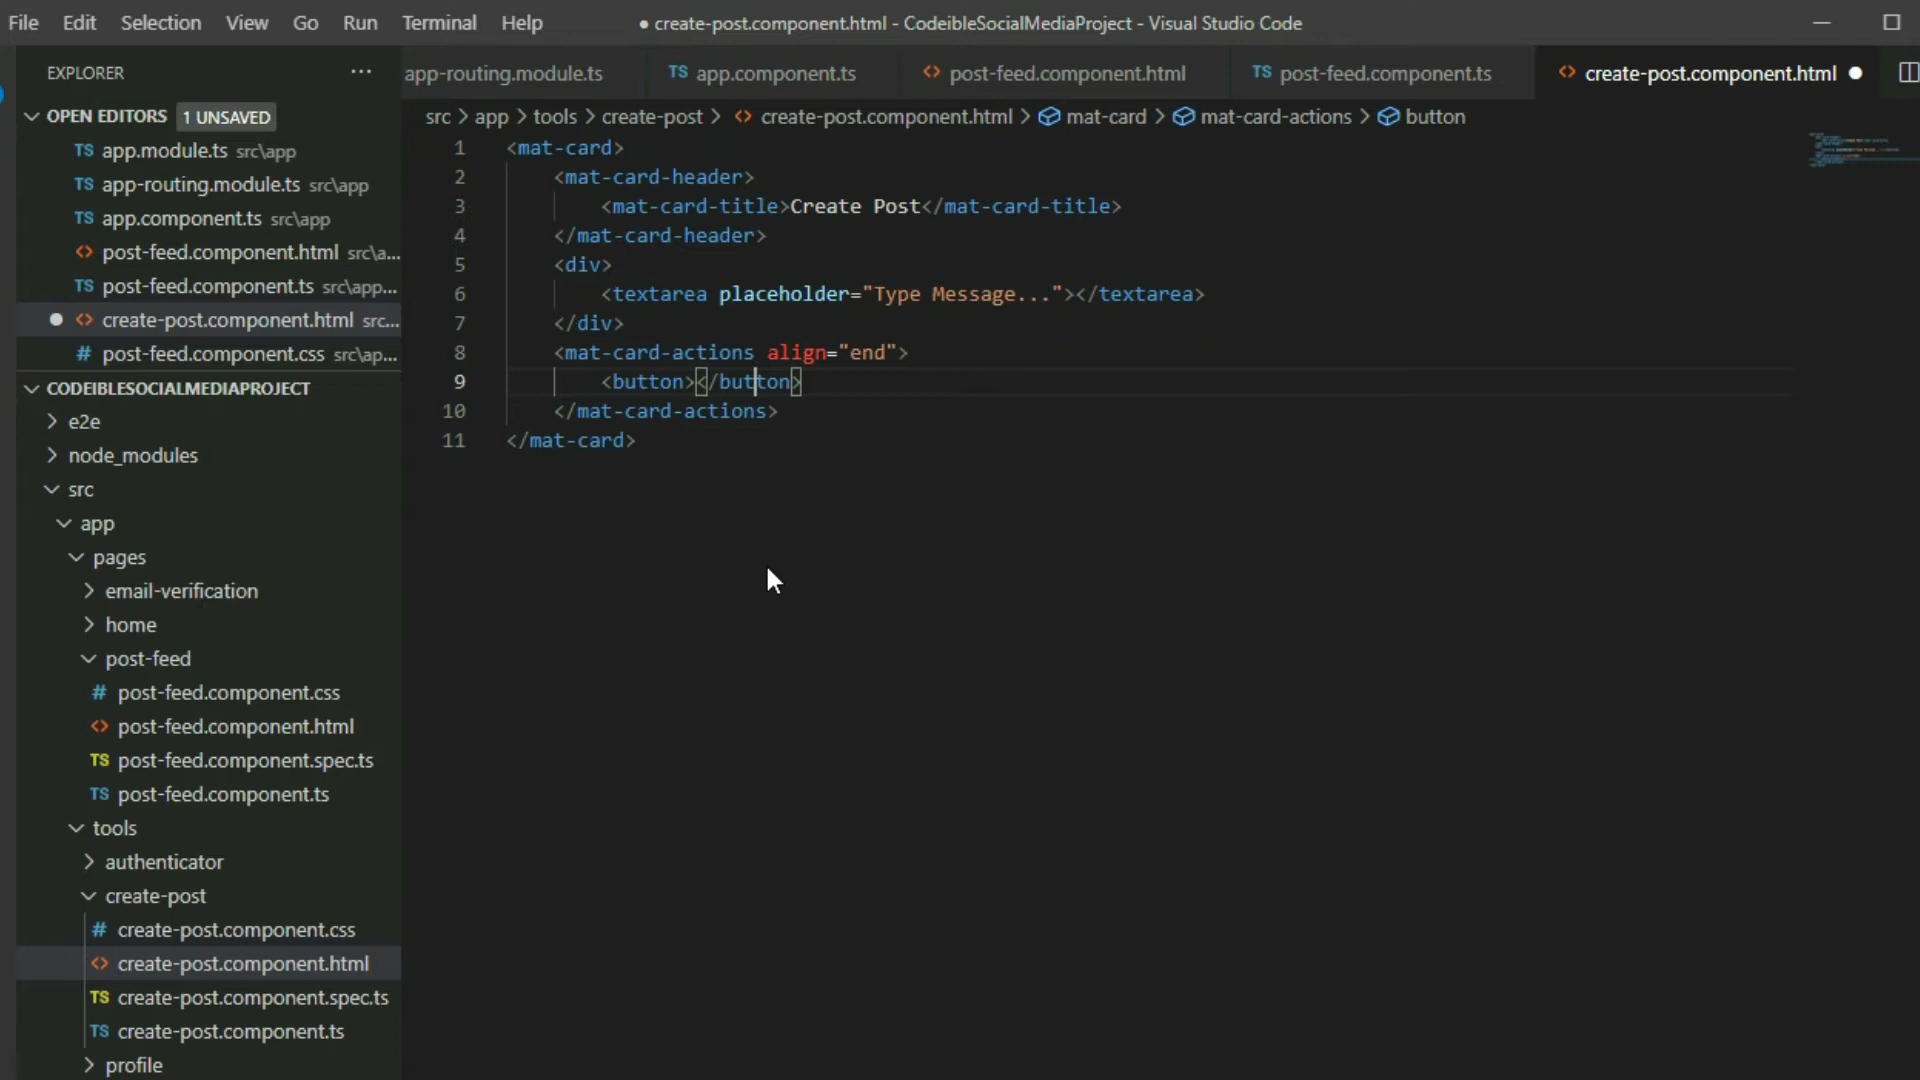 File Edit Selection View Go Run Terminal Help ● create-post.component.html - CodeibleSocialMediaProject - Visual Studio Code
EXPLORER ···
app-routing.module.ts TS app.component.ts <> post-feed.component.html TS post-feed.component.ts <> create-post.component.html ●
OPEN EDITORS 1 UNSAVED
TS app.module.ts src\app
TS app-routing.module.ts src\app
TS app.component.ts src\app
<> post-feed.component.html src\a...
TS post-feed.component.ts src\app...
● <> create-post.component.html src...
# post-feed.component.css src\ap...
CODEIBLESOCIALMEDIAPROJECT
> e2e
> node_modules
src
app
pages
> email-verification
> home
post-feed
# post-feed.component.css
<> post-feed.component.html
TS post-feed.component.spec.ts
TS post-feed.component.ts
tools
> authenticator
create-post
# create-post.component.css
<> create-post.component.html
TS create-post.component.spec.ts
TS create-post.component.ts
> profile
src > app > tools > create-post > <> create-post.component.html > mat-card > mat-card-actions > button
1 <mat-card>
2 <mat-card-header>
3 <mat-card-title>Create Post</mat-card-title>
4 </mat-card-header>
5 <div>
6 <textarea placeholder="Type Message..."></textarea>
7 </div>
8 <mat-card-actions align="end">
9 <button></button>
10 </mat-card-actions>
11 </mat-card>